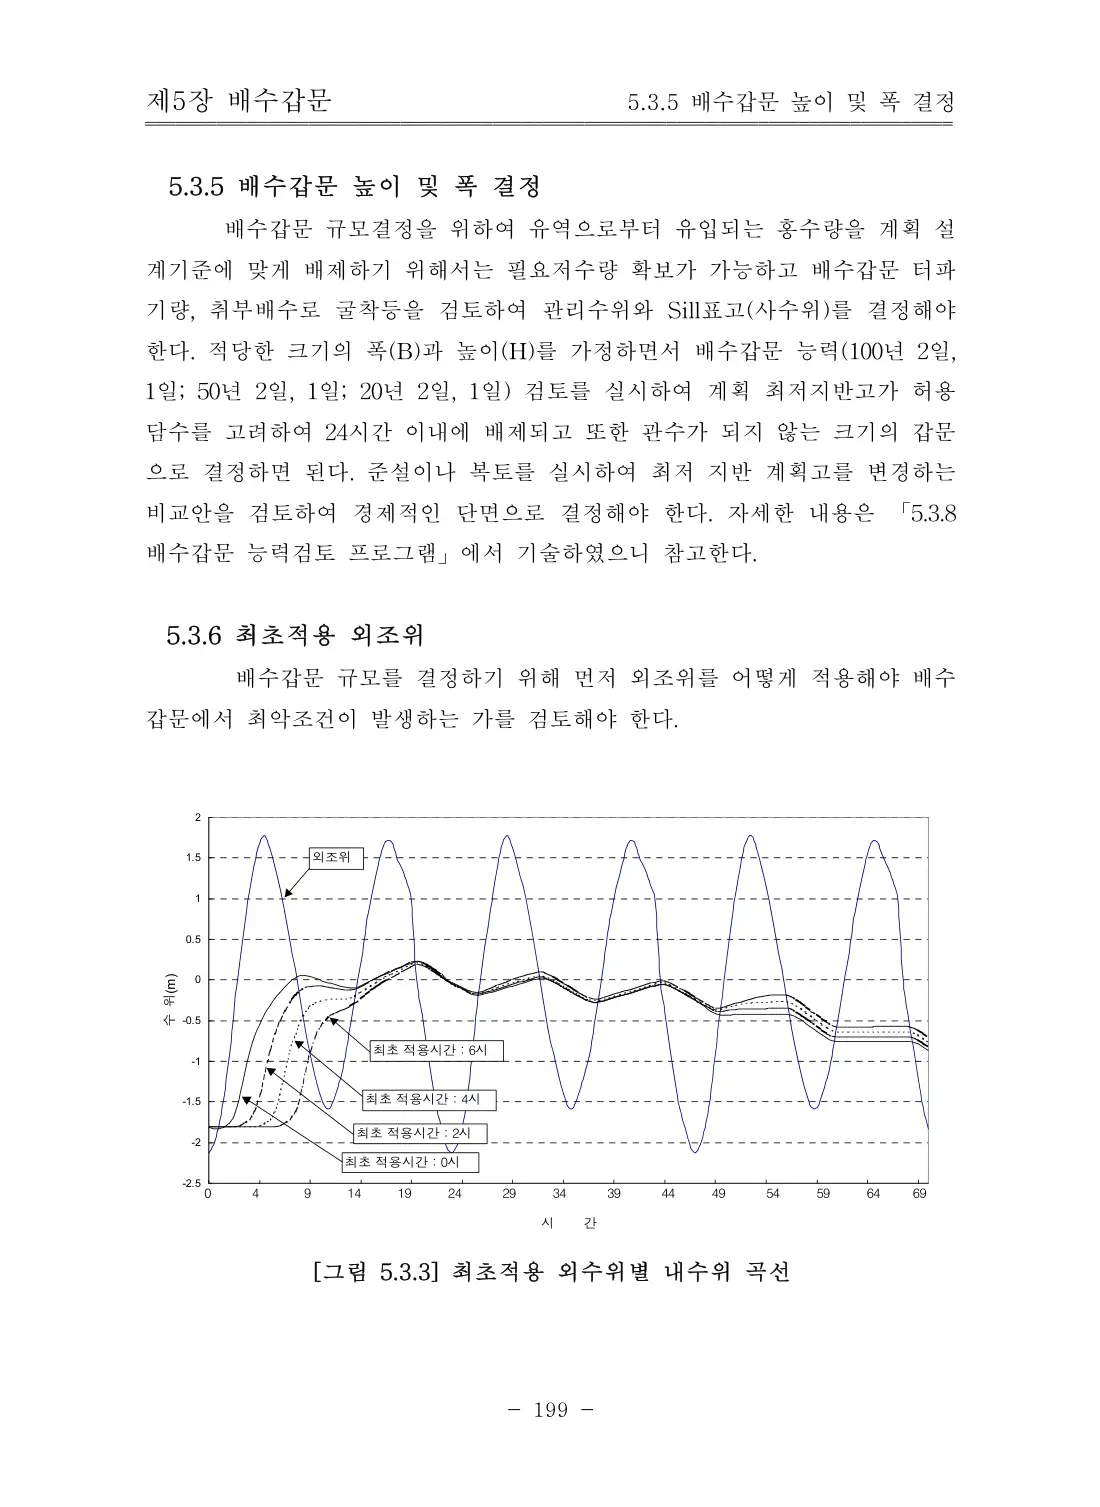 제5장 배수갑문 5.3.5 배수갑문 높이 및 폭 결정
5.3.5 배수갑문 높이 및 폭 결정
배수갑문 규모결정을 위하여 유역으로부터 유입되는 홍수량을 계획 설
계기준에 맞게 배제하기 위해서는 필요저수량 확보가 가능하고 배수갑문 터파
기량, 취부배수로 굴착등을 검토하여 관리수위와 Sill표고(사수위)를 결정해야
한다. 적당한 크기의 폭(B)과 높이(H)를 가정하면서 배수갑문 능력(100년 2일,
1일; 50년 2일, 1일; 20년 2일, 1일) 검토를 실시하여 계획 최저지반고가 허용
담수를 고려하여 24시간 이내에 배제되고 또한 관수가 되지 않는 크기의 갑문
으로 결정하면 된다. 준설이나 복토를 실시하여 최저 지반 계획고를 변경하는
비교안을 검토하여 경제적인 단면으로 결정해야 한다. 자세한 내용은 「5.3.8
배수갑문 능력검토 프로그램」에서 기술하였으니 참고한다.
5.3.6 최초적용 외조위
배수갑문 규모를 결정하기 위해 먼저 외조위를 어떻게 적용해야 배수
갑문에서 최악조건이 발생하는 가를 검토해야 한다.
2
1.5
1
0.5
0
-0.5
-1
-1.5
-2
-2.5
수 위(m)
외조위
최초 적용시간 : 6시
최초 적용시간 : 4시
최초 적용시간 : 2시
최초 적용시간 : 0시
0 4 9 14 19 24 29 34 39 44 49 54 59 64 69
시 간
[그림 5.3.3] 최초적용 외수위별 내수위 곡선
- 199 -